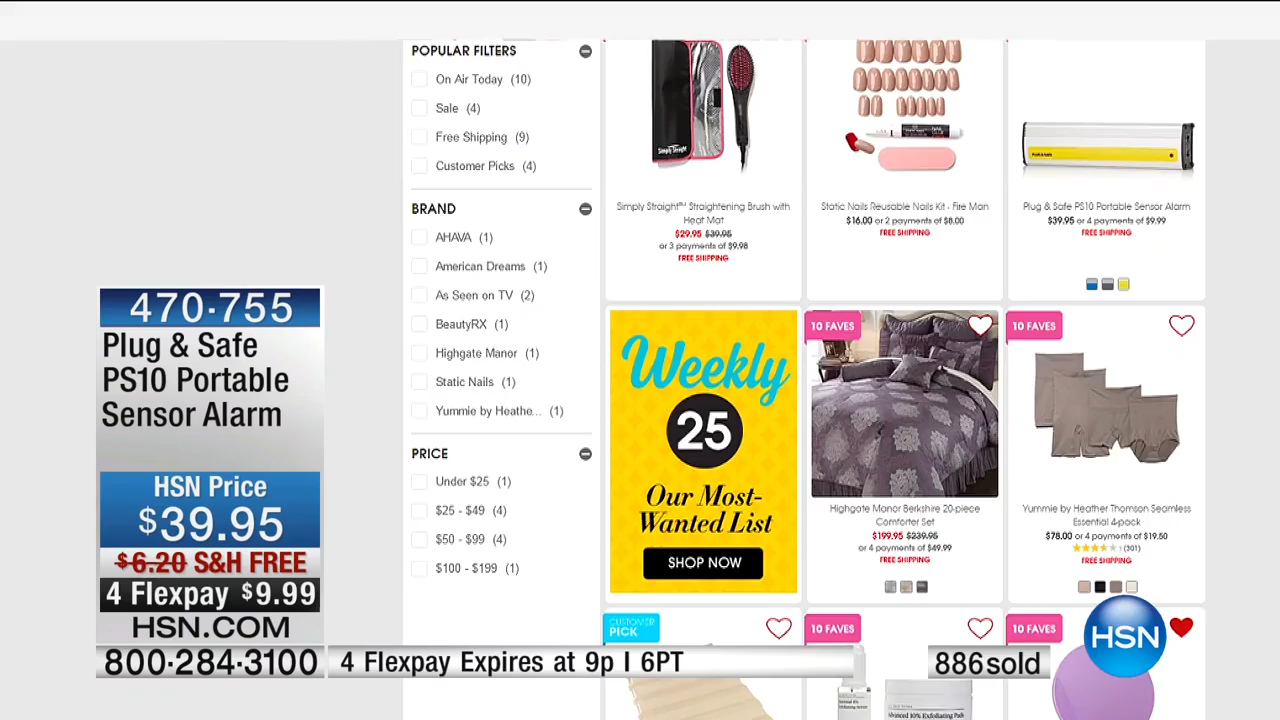 POPULAR FILTERS
On Air Today (10)
Sale (4)
Free Shipping (9)
Customer Picks (4)
BRAND
AHAVA (1)
American Dreams (1)
As Seen on TV (2)
BeautyRX (1)
Highgate Manor (1)
Static Nails (1)
Yummie by Heathe... (1)
PRICE
Under $25 (1)
$25 - $49 (4)
$50 - $99 (4)
$100 - $199 (1)
Simply Straight
Simply Straight™ Straightening Brush with
Heat Mat
$29.95 $39.95
or 3 payments of $9.98
FREE SHIPPING
Static Nails Reusable Nails Kit - Fire Man
$16.00 or 2 payments of $8.00
FREE SHIPPING
Plug & Safe PS10 Portable Sensor Alarm
$39.95 or 4 payments of $9.99
FREE SHIPPING
Weekly
25
Our Most-
Wanted List
SHOP NOW
10 FAVES
Highgate Manor Berkshire 20-piece
Comforter Set
$199.95 $239.95
or 4 payments of $49.99
FREE SHIPPING
10 FAVES
Yummie by Heather Thomson Seamless
Essential 4-pack
$78.00 or 4 payments of $19.50
(301)
FREE SHIPPING
CUSTOMER
PICK
10 FAVES
Advanced 10% Exfoliating Pads
10 FAVES
470-755
Plug & Safe
PS10 Portable
Sensor Alarm
HSN Price
$39.95
$6.20 S&H FREE
4 Flexpay $9.99
HSN.COM
800-284-3100
4 Flexpay Expires at 9p | 6PT
886 sold
HSN